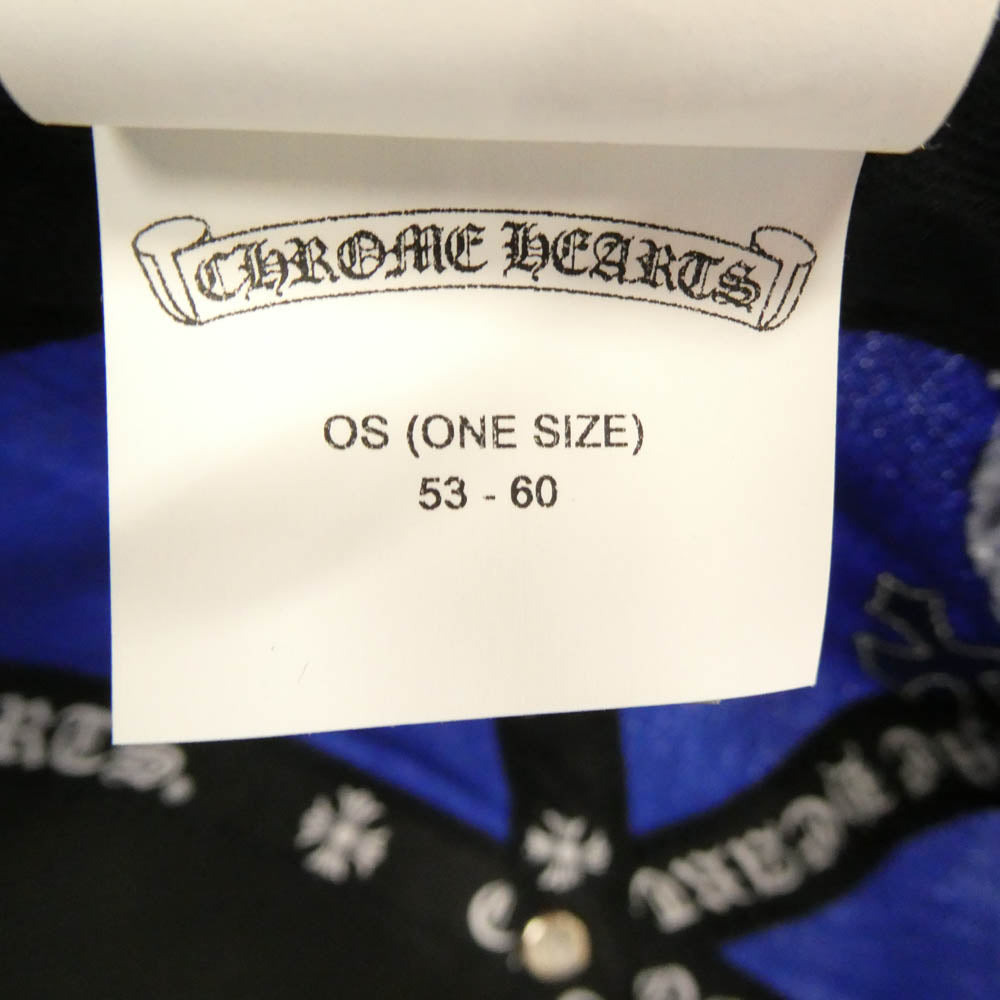 CHROME HEARTS
OS (ONE SIZE)
53 - 60